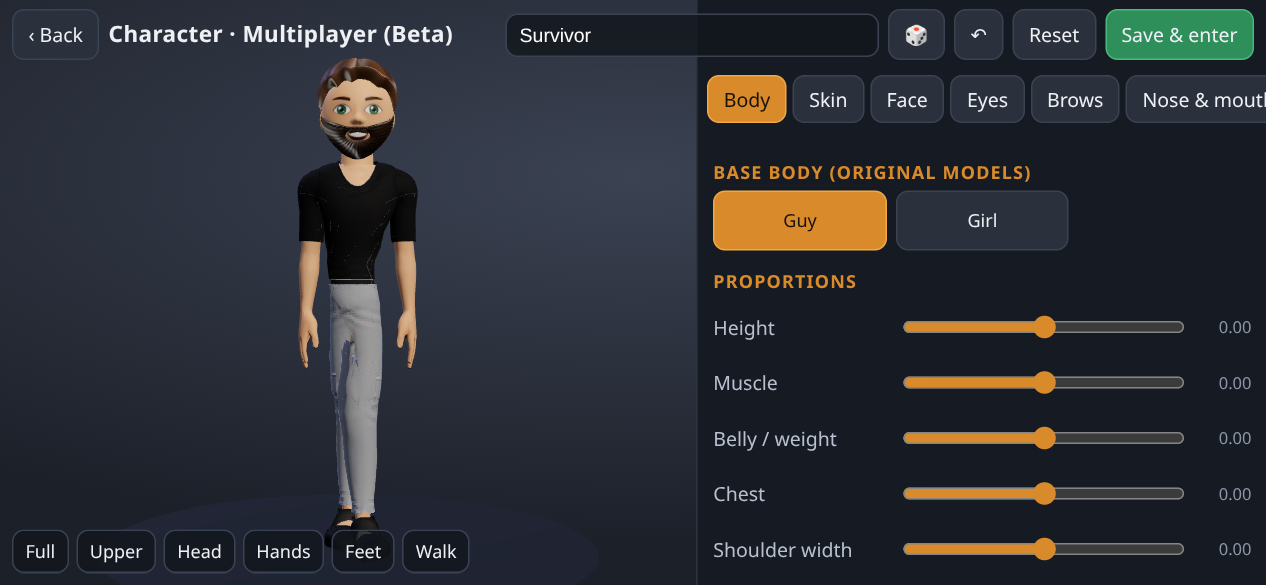 ‹ Back
Character · Multiplayer (Beta)
Survivor
Reset
Save & enter
Body
Skin
Face
Eyes
Brows
Nose & mout
BASE BODY (ORIGINAL MODELS)
Guy
Girl
PROPORTIONS
Height 0.00
Muscle 0.00
Belly / weight 0.00
Chest 0.00
Shoulder width 0.00
Full
Upper
Head
Hands
Feet
Walk